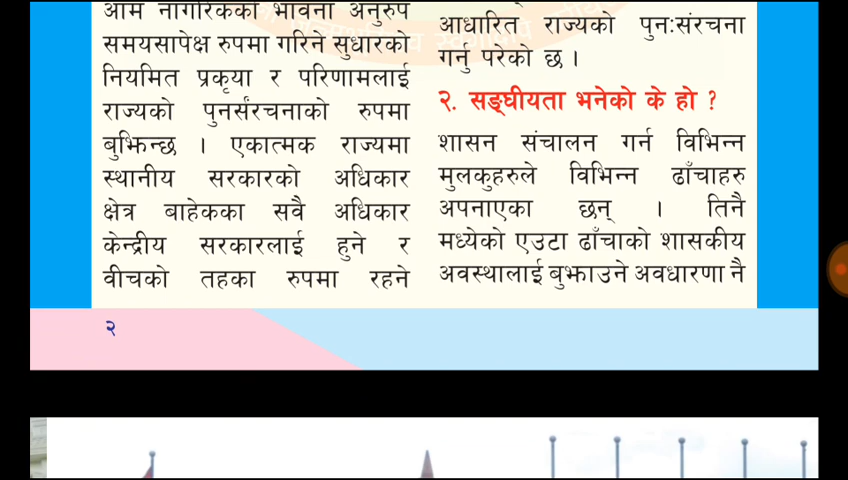 आम नागरिकको भावना अनुरुप
समयसापेक्ष रुपमा गरिने सुधारको
नियमित प्रकृया र परिणामलाई
राज्यको पुनर्संरचनाको रुपमा
बुझिन्छ । एकात्मक राज्यमा
स्थानीय सरकारको अधिकार
क्षेत्र बाहेकका सवै अधिकार
केन्द्रीय सरकारलाई हुने र
वीचको तहका रुपमा रहने
आधारित राज्यको पुनःसंरचना
गर्नु परेको छ ।
२. सङ्घीयता भनेको के हो ?
शासन संचालन गर्न विभिन्न
मुलकुहरुले विभिन्न ढाँचाहरु
अपनाएका छन् । तिनै
मध्येको एउटा ढाँचाको शासकीय
अवस्थालाई बुझाउने अवधारणा नै
२